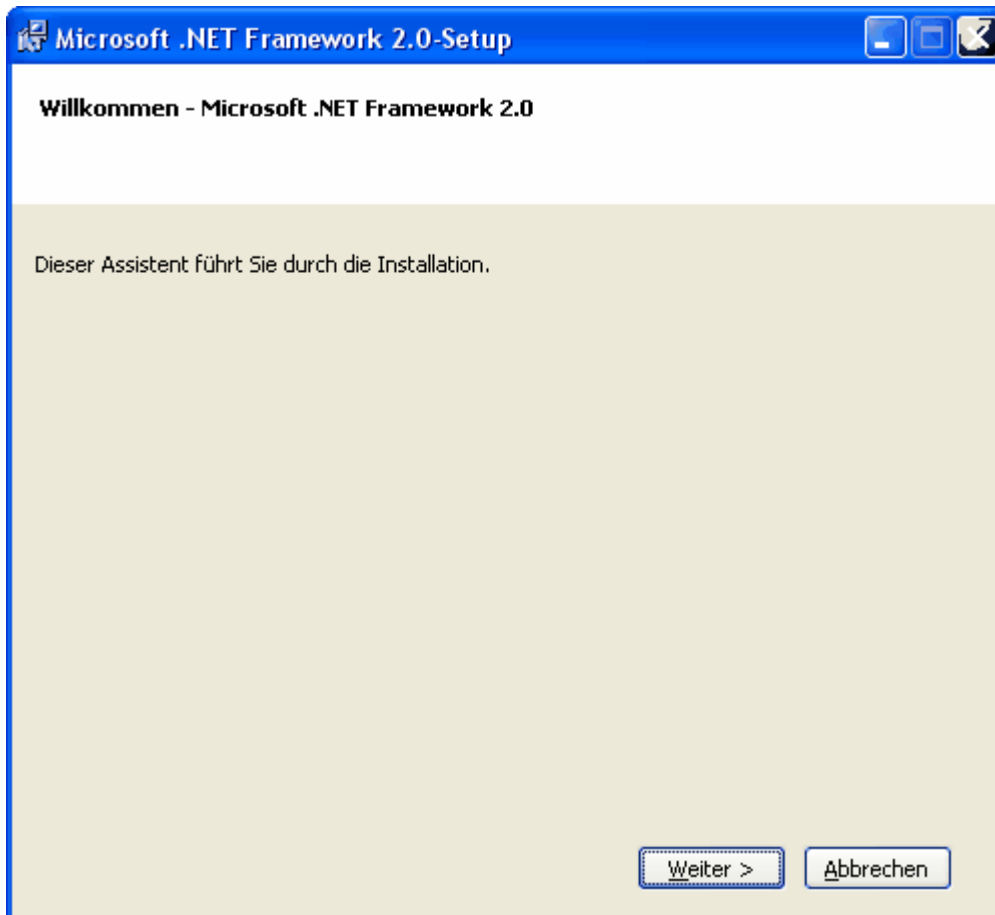 Microsoft .NET Framework 2.0-Setup
Willkommen - Microsoft .NET Framework 2.0
Dieser Assistent führt Sie durch die Installation.
Weiter >
Abbrechen